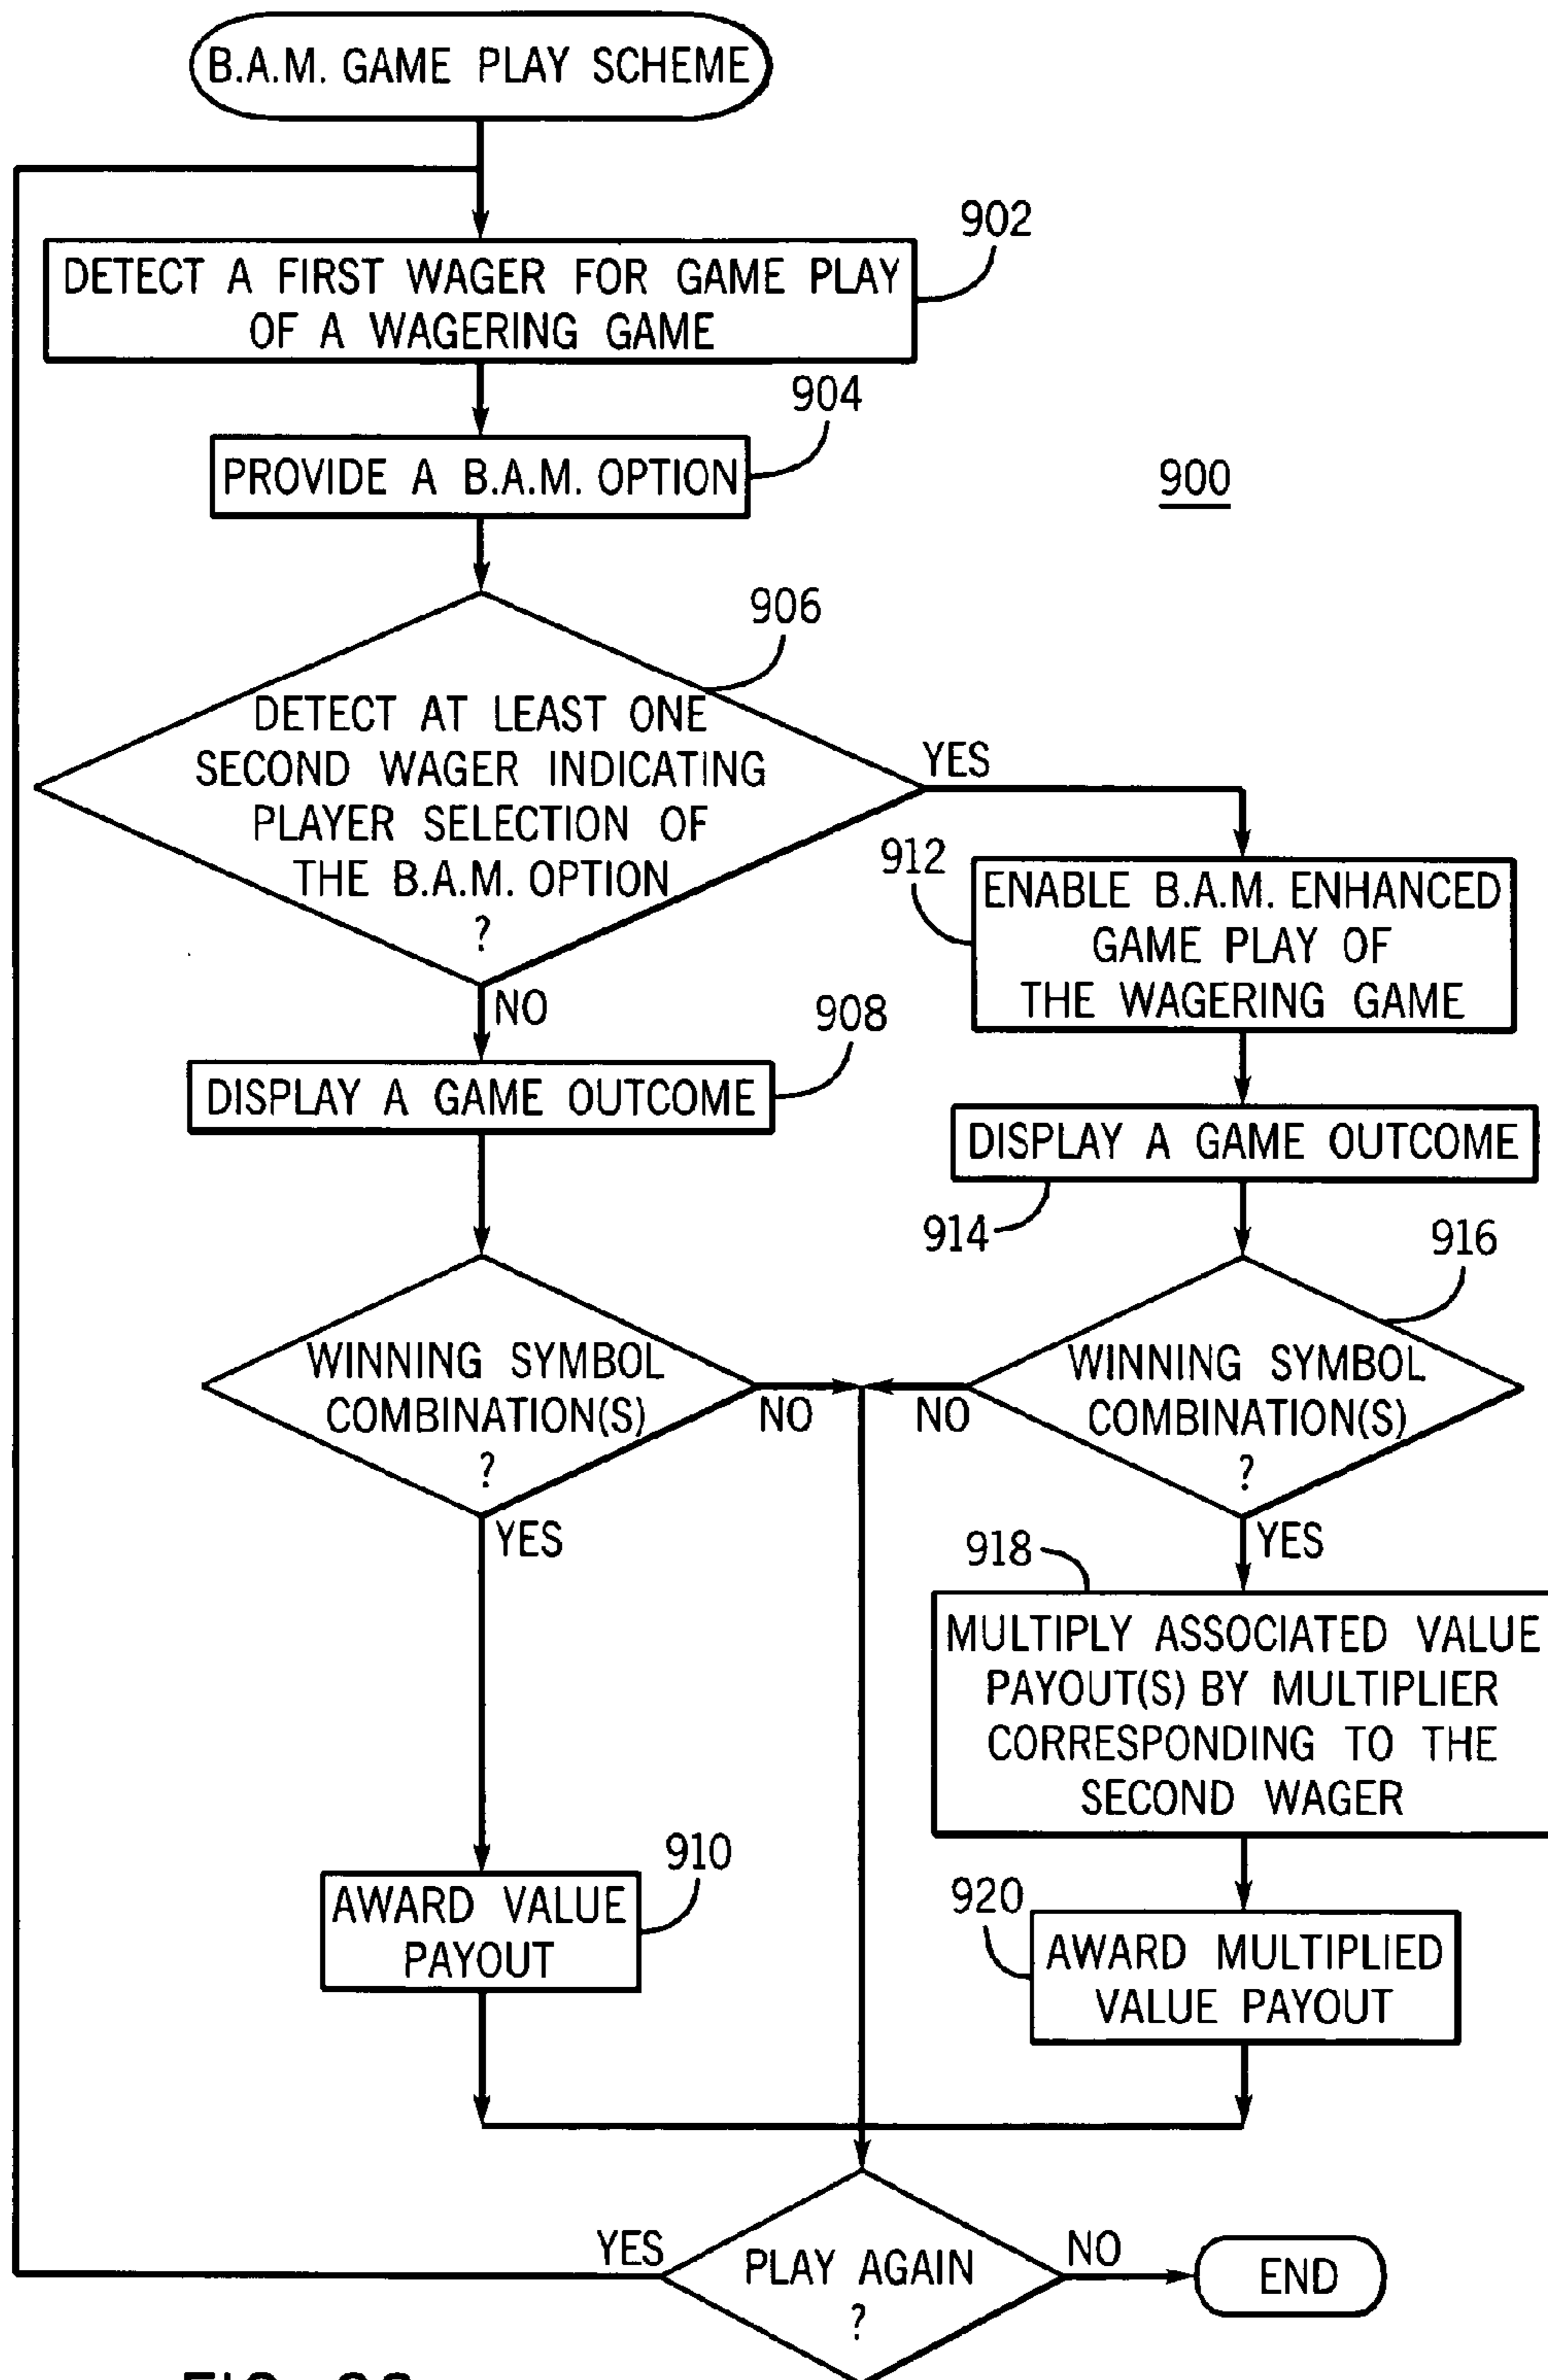 B.A.M. GAME PLAY SCHEME
902
DETECT A FIRST WAGER FOR GAME PLAY
OF A WAGERING GAME
904
PROVIDE A B.A.M. OPTION
900
906
DETECT AT LEAST ONE
SECOND WAGER INDICATING
PLAYER SELECTION OF
THE B.A.M. OPTION
?
YES
NO
912
ENABLE B.A.M. ENHANCED
GAME PLAY OF
THE WAGERING GAME
908
DISPLAY A GAME OUTCOME
DISPLAY A GAME OUTCOME
914
916
WINNING SYMBOL
COMBINATION(S)
?
NO
YES
WINNING SYMBOL
COMBINATION(S)
?
NO
YES
918
MULTIPLY ASSOCIATED VALUE
PAYOUT(S) BY MULTIPLIER
CORRESPONDING TO THE
SECOND WAGER
910
AWARD VALUE
PAYOUT
920
AWARD MULTIPLIED
VALUE PAYOUT
YES
PLAY AGAIN
?
NO
END